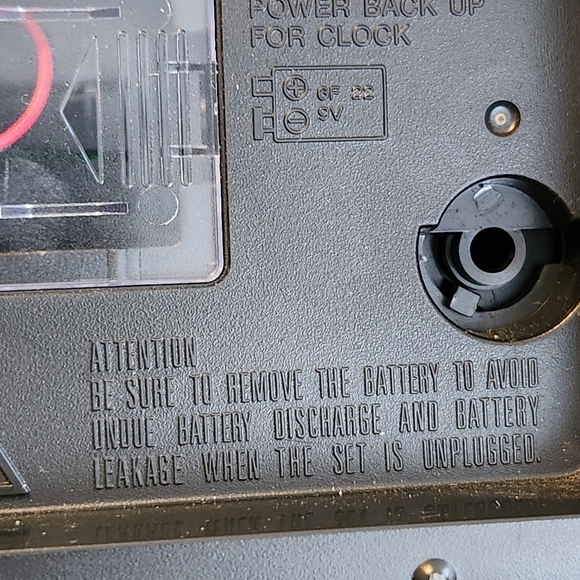 POWER BACK UP
FOR CLOCK
6F 22
9V
ATTENTION
BE SURE TO REMOVE THE BATTERY TO AVOID
UNDUE BATTERY DISCHARGE AND BATTERY
LEAKAGE WHEN THE SET IS UNPLUGGED.